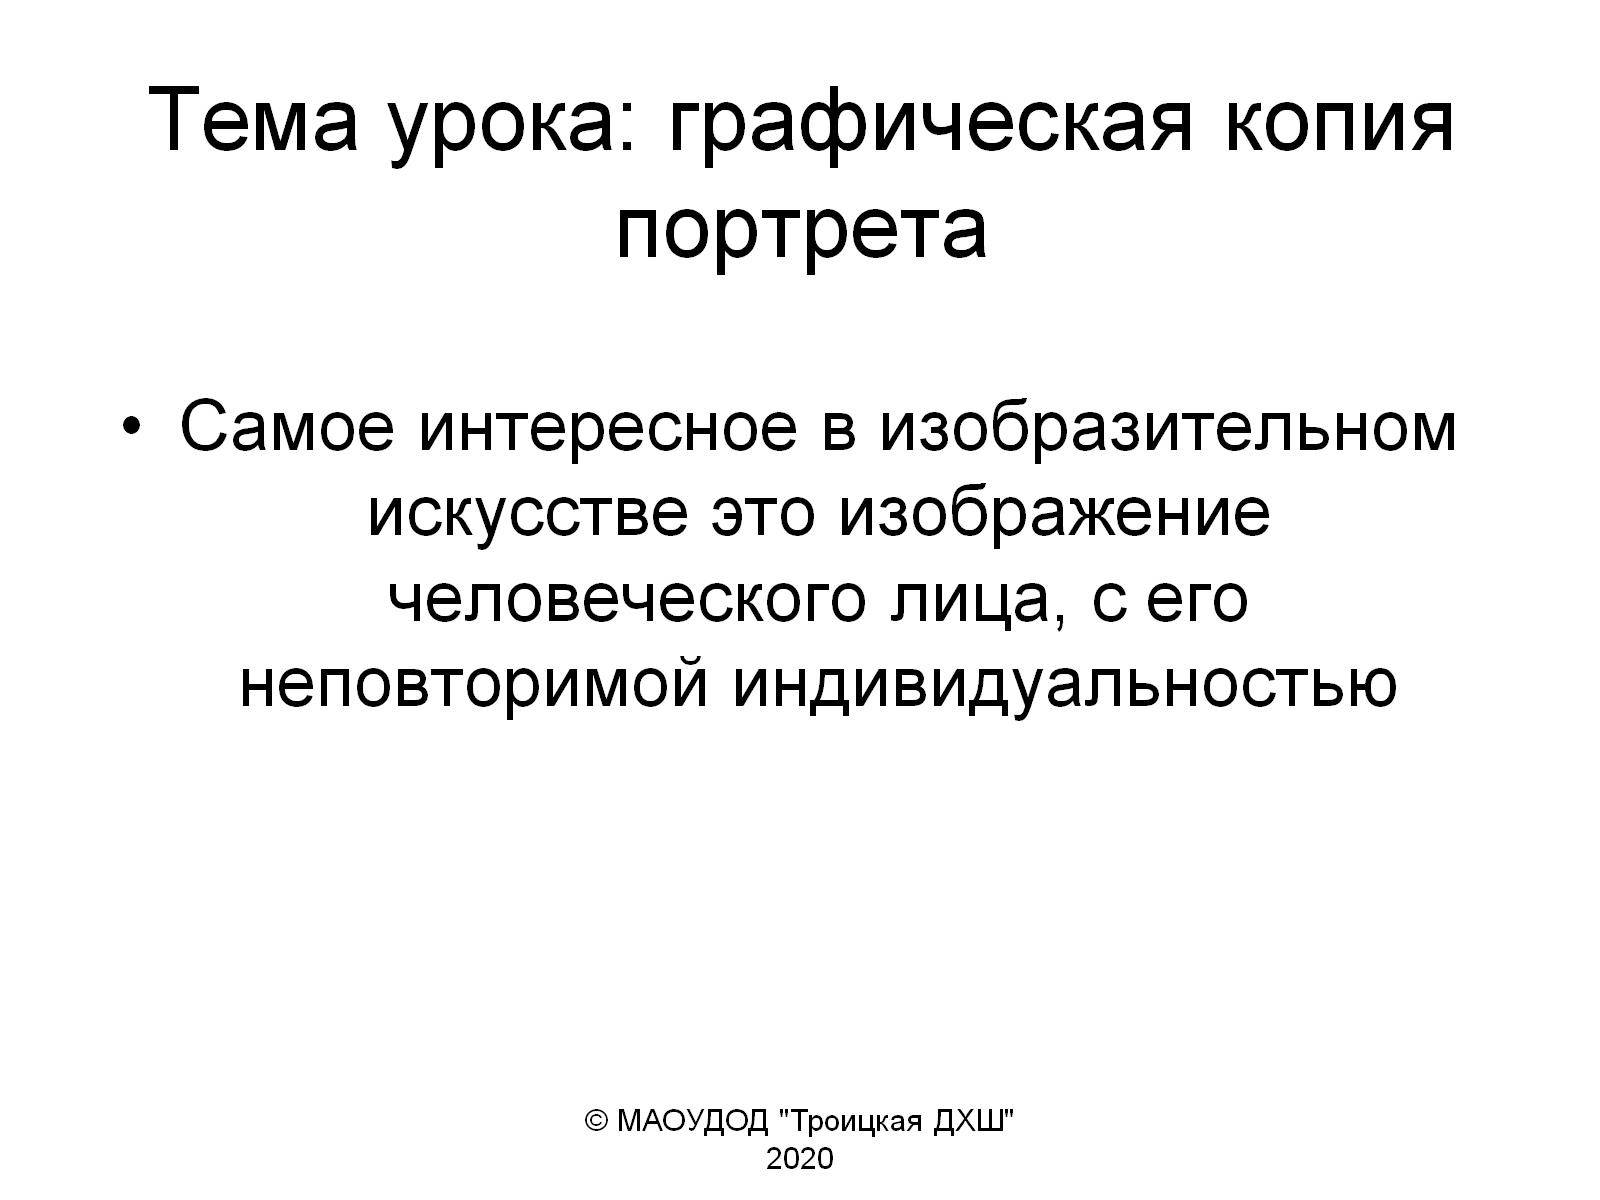 Тема урока: графическая копия
портрета
• Самое интересное в изобразительном
искусстве это изображение
человеческого лица, с его
неповторимой индивидуальностью
© МАОУДОД "Троицкая ДХШ"
2020